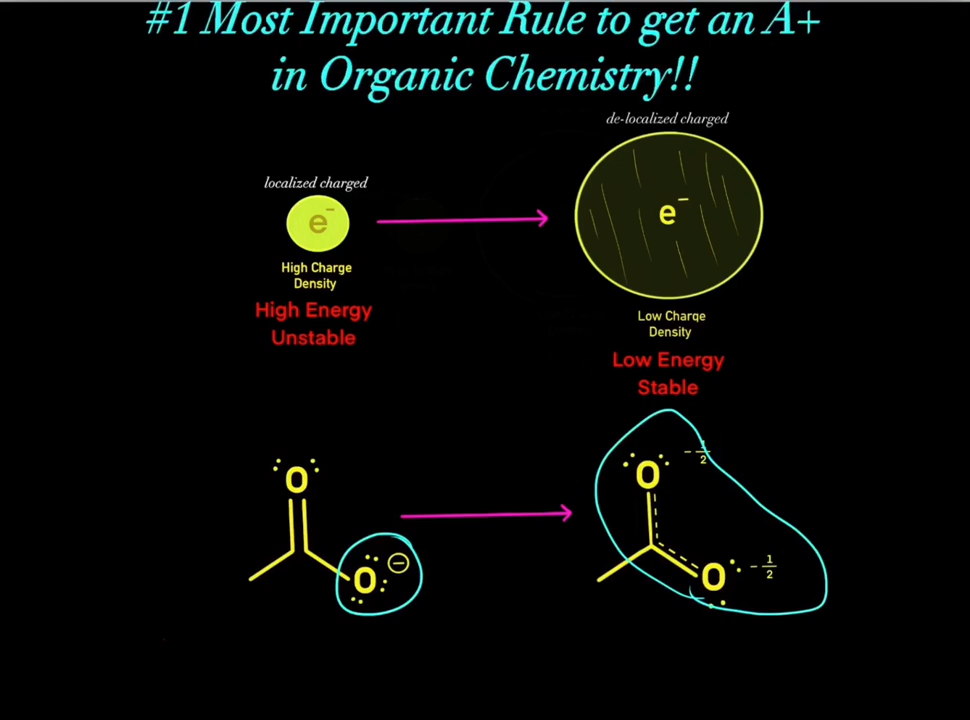 #1 Most Important Rule to get an A+
in Organic Chemistry!!
de-localized charged
localized charged
e⁻
e⁻
High Charge
Density
High Energy
Unstable
Low Charge
Density
Low Energy
Stable
O
O ⊖
O -1/2
O -1/2